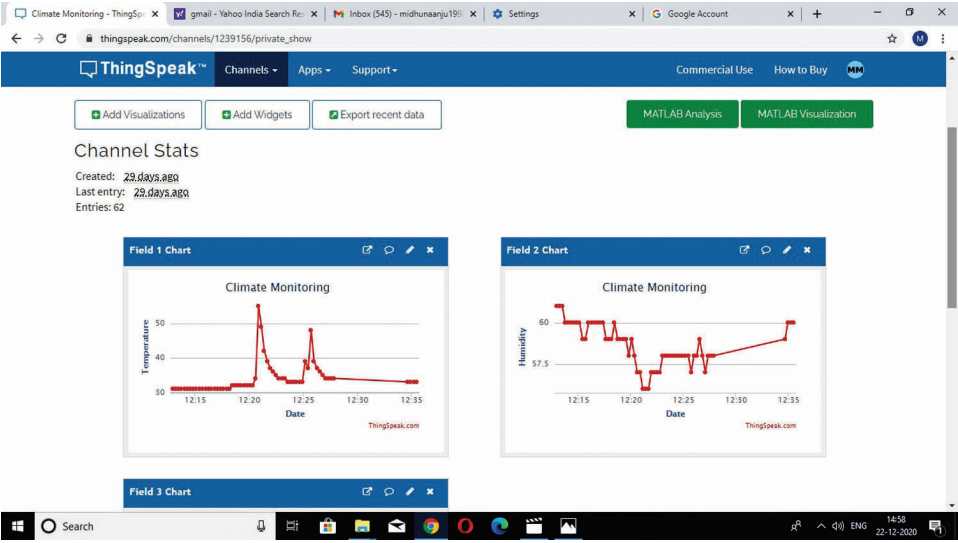 Climate Monitoring - ThingSp
gmail - Yahoo India Search Re
Inbox (545) - midhunaanju199
Settings
Google Account
thingspeak.com/channels/1239156/private_show
M
ThingSpeak™
Channels
Apps
Support
Commercial Use
How to Buy
MM
Add Visualizations
Add Widgets
Export recent data
MATLAB Analysis
MATLAB Visualization
Channel Stats
Created: 29 days ago
Last entry: 29 days ago
Entries: 62
Field 1 Chart
Climate Monitoring
Temperature
50
40
30
12:15 12:20 12:25 12:30 12:35
Date
ThingSpeak.com
Field 2 Chart
Climate Monitoring
Humidity
60
57.5
12:15 12:20 12:25 12:30 12:35
Date
ThingSpeak.com
Field 3 Chart
Search
ENG
14:58
22-12-2020